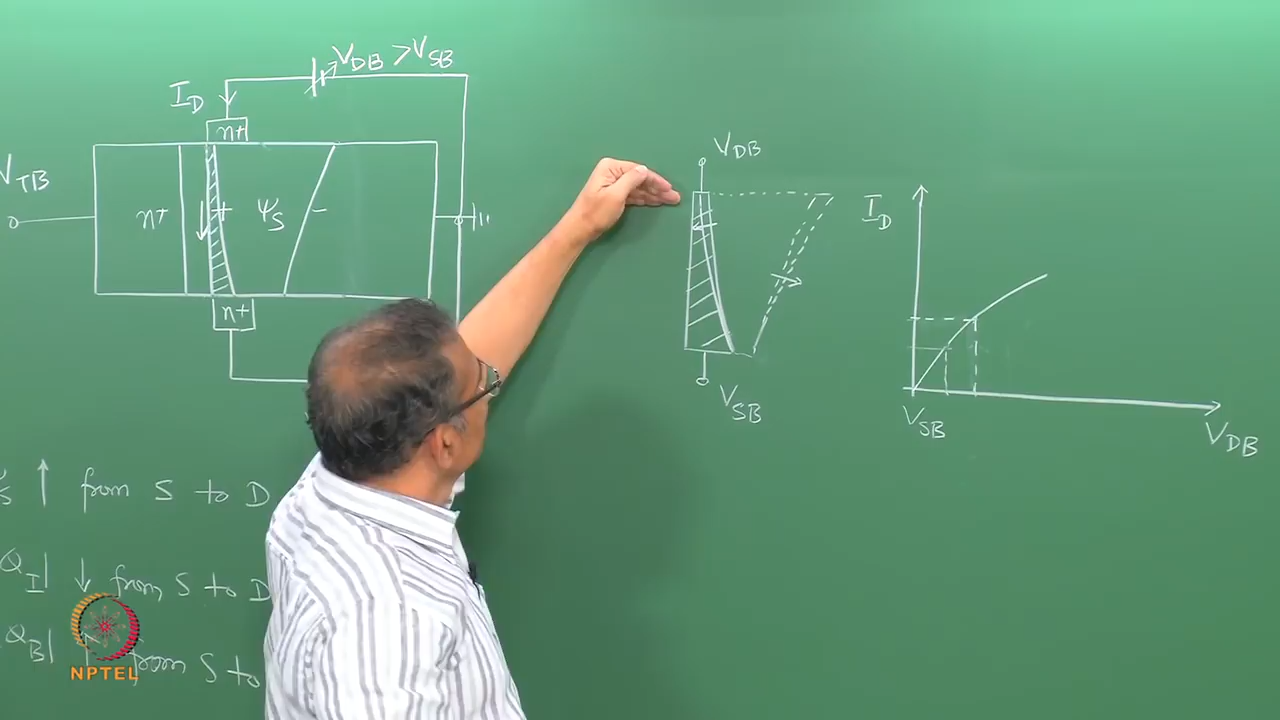 V_DB > V_SB
I_D
n+
V_TB
n+
+ ψ_S −
n+
V_DB
V_SB
I_D
V_SB
V_DB
S ↑ from S to D
Q_I| ↓ from S to D
Q_B| ↑ from S to
NPTEL